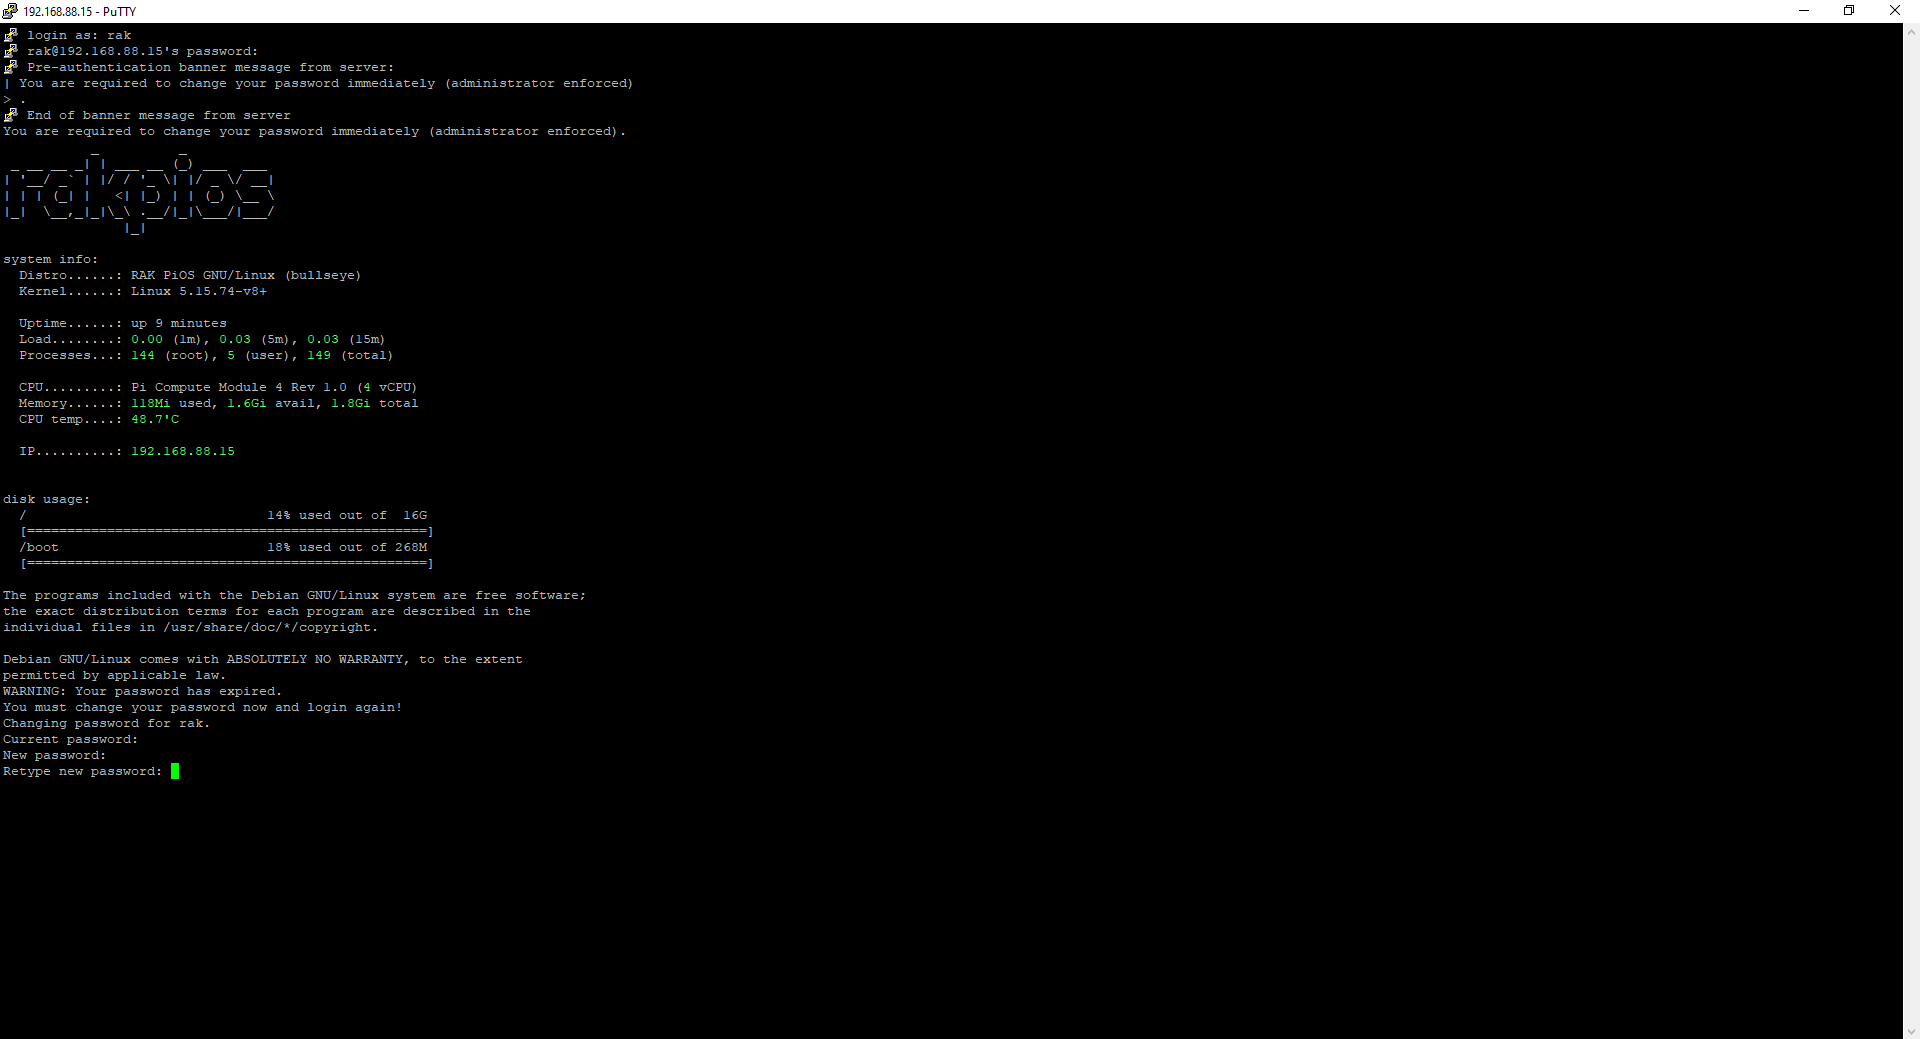 192.168.88.15 - PuTTY
login as: rak
rak@192.168.88.15's password:
Pre-authentication banner message from server:
| You are required to change your password immediately (administrator enforced)
> .
End of banner message from server
You are required to change your password immediately (administrator enforced).
rakpios
system info:
Distro......: RAK PiOS GNU/Linux (bullseye)
Kernel......: Linux 5.15.74-v8+
Uptime......: up 9 minutes
Load........: 0.00 (1m), 0.03 (5m), 0.03 (15m)
Processes...: 144 (root), 5 (user), 149 (total)
CPU.........: Pi Compute Module 4 Rev 1.0 (4 vCPU)
Memory......: 118Mi used, 1.6Gi avail, 1.8Gi total
CPU temp....: 48.7'C
IP..........: 192.168.88.15
disk usage:
/                              14% used out of  16G
[==================================================]
/boot                          18% used out of 268M
[==================================================]
The programs included with the Debian GNU/Linux system are free software;
the exact distribution terms for each program are described in the
individual files in /usr/share/doc/*/copyright.
Debian GNU/Linux comes with ABSOLUTELY NO WARRANTY, to the extent
permitted by applicable law.
WARNING: Your password has expired.
You must change your password now and login again!
Changing password for rak.
Current password:
New password:
Retype new password: